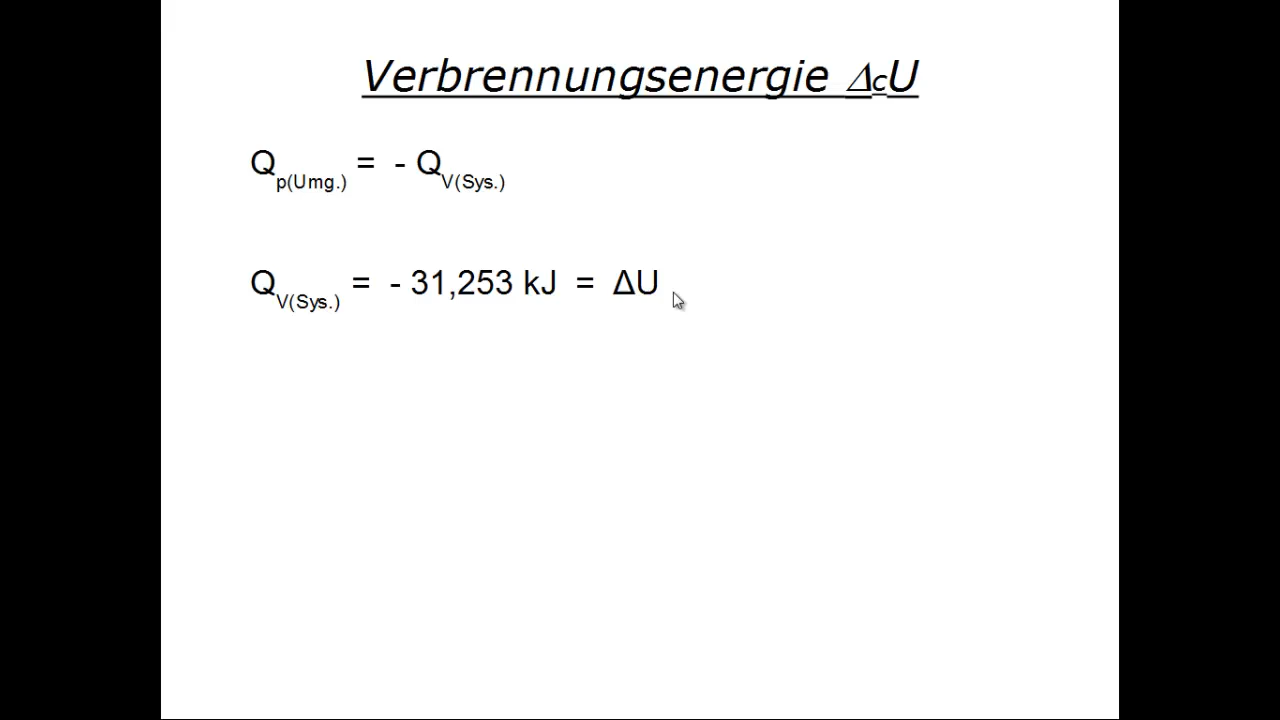 Verbrennungsenergie ΔcU
Qp(Umg.) = - QV(Sys.)
QV(Sys.) = - 31,253 kJ = ΔU